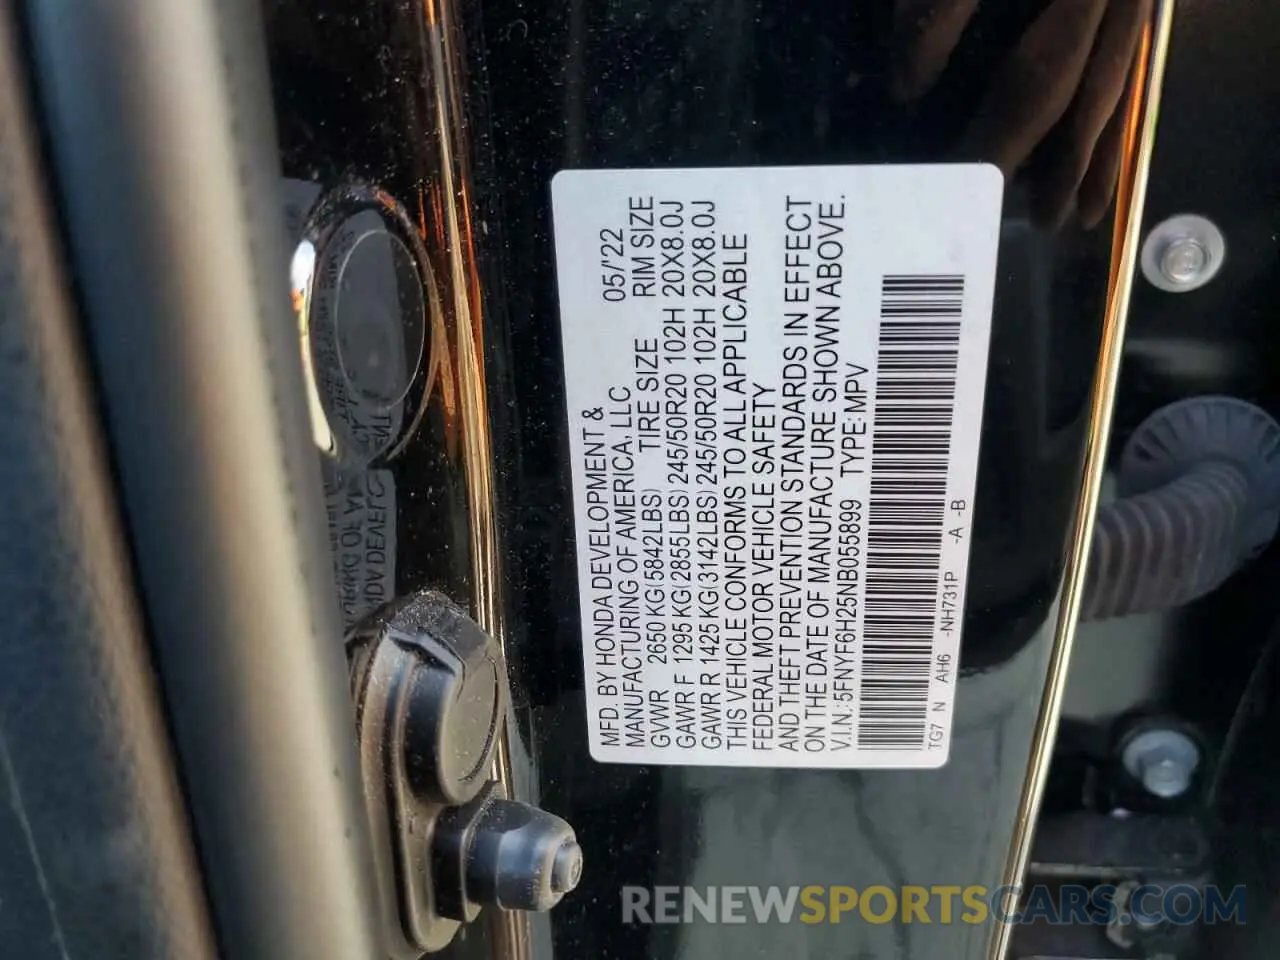 MFD. BY HONDA DEVELOPMENT &
MANUFACTURING OF AMERICA, LLC 05/'22
GVWR 2650 KG(5842LBS) TIRE SIZE RIM SIZE
GAWR F 1295 KG(2855LBS) 245/50R20 102H 20X8.0J
GAWR R 1425 KG(3142LBS) 245/50R20 102H 20X8.0J
THIS VEHICLE CONFORMS TO ALL APPLICABLE
FEDERAL MOTOR VEHICLE SAFETY
AND THEFT PREVENTION STANDARDS IN EFFECT
ON THE DATE OF MANUFACTURE SHOWN ABOVE.
V.I.N.: 5FNYF6H25NB055899 TYPE: MPV
TG7 N AH6 -NH731P -A -B
RENEWSPORTSCARS.COM